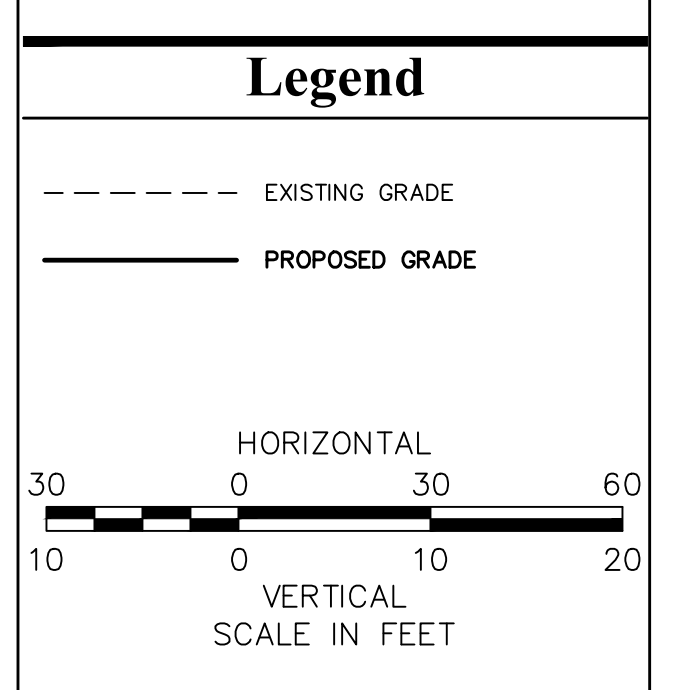 Legend
EXISTING GRADE
PROPOSED GRADE
HORIZONTAL
30 0 30 60
10 0 10 20
VERTICAL
SCALE IN FEET